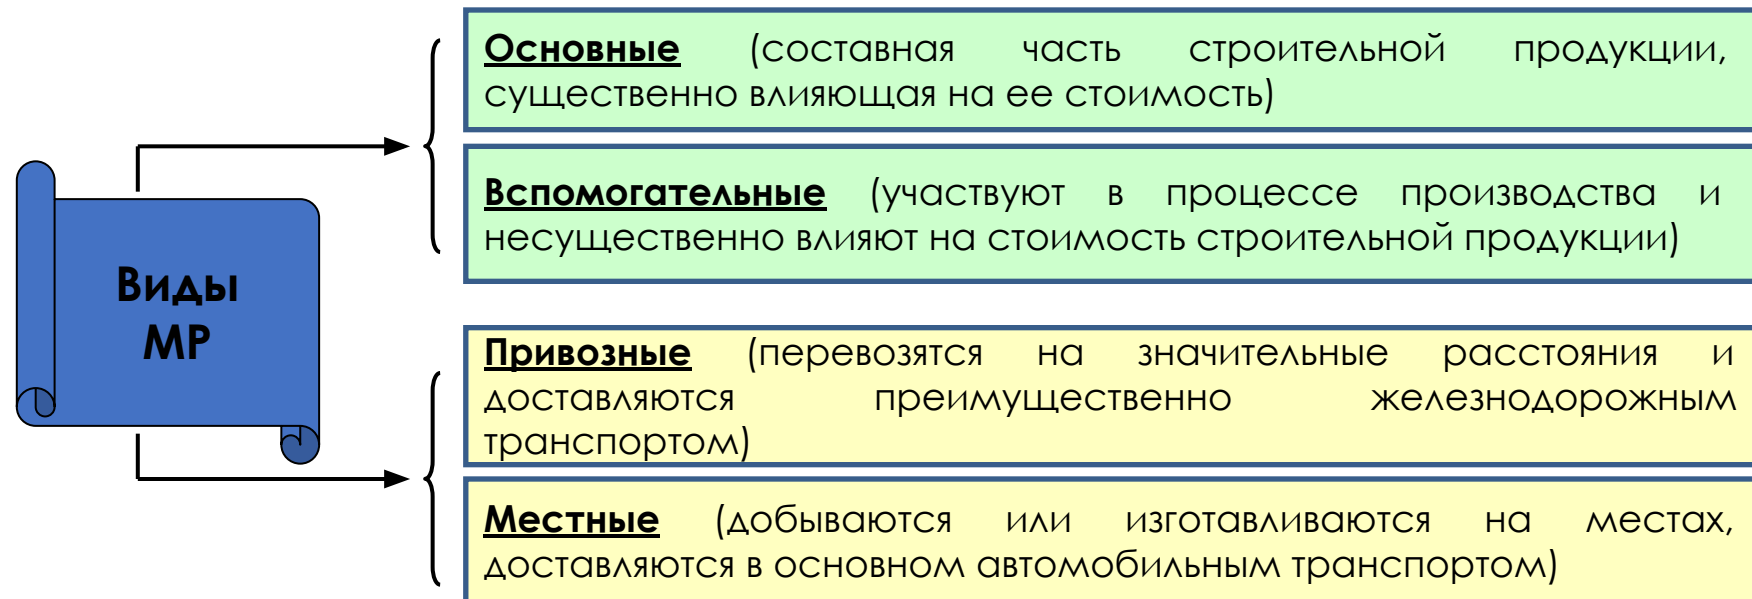 Виды
МР
Основные (составная часть строительной продукции,
существенно влияющая на ее стоимость)
Вспомогательные (участвуют в процессе производства и
несущественно влияют на стоимость строительной продукции)
Привозные (перевозятся на значительные расстояния и
доставляются преимущественно железнодорожным
транспортом)
Местные (добываются или изготавливаются на местах,
доставляются в основном автомобильным транспортом)